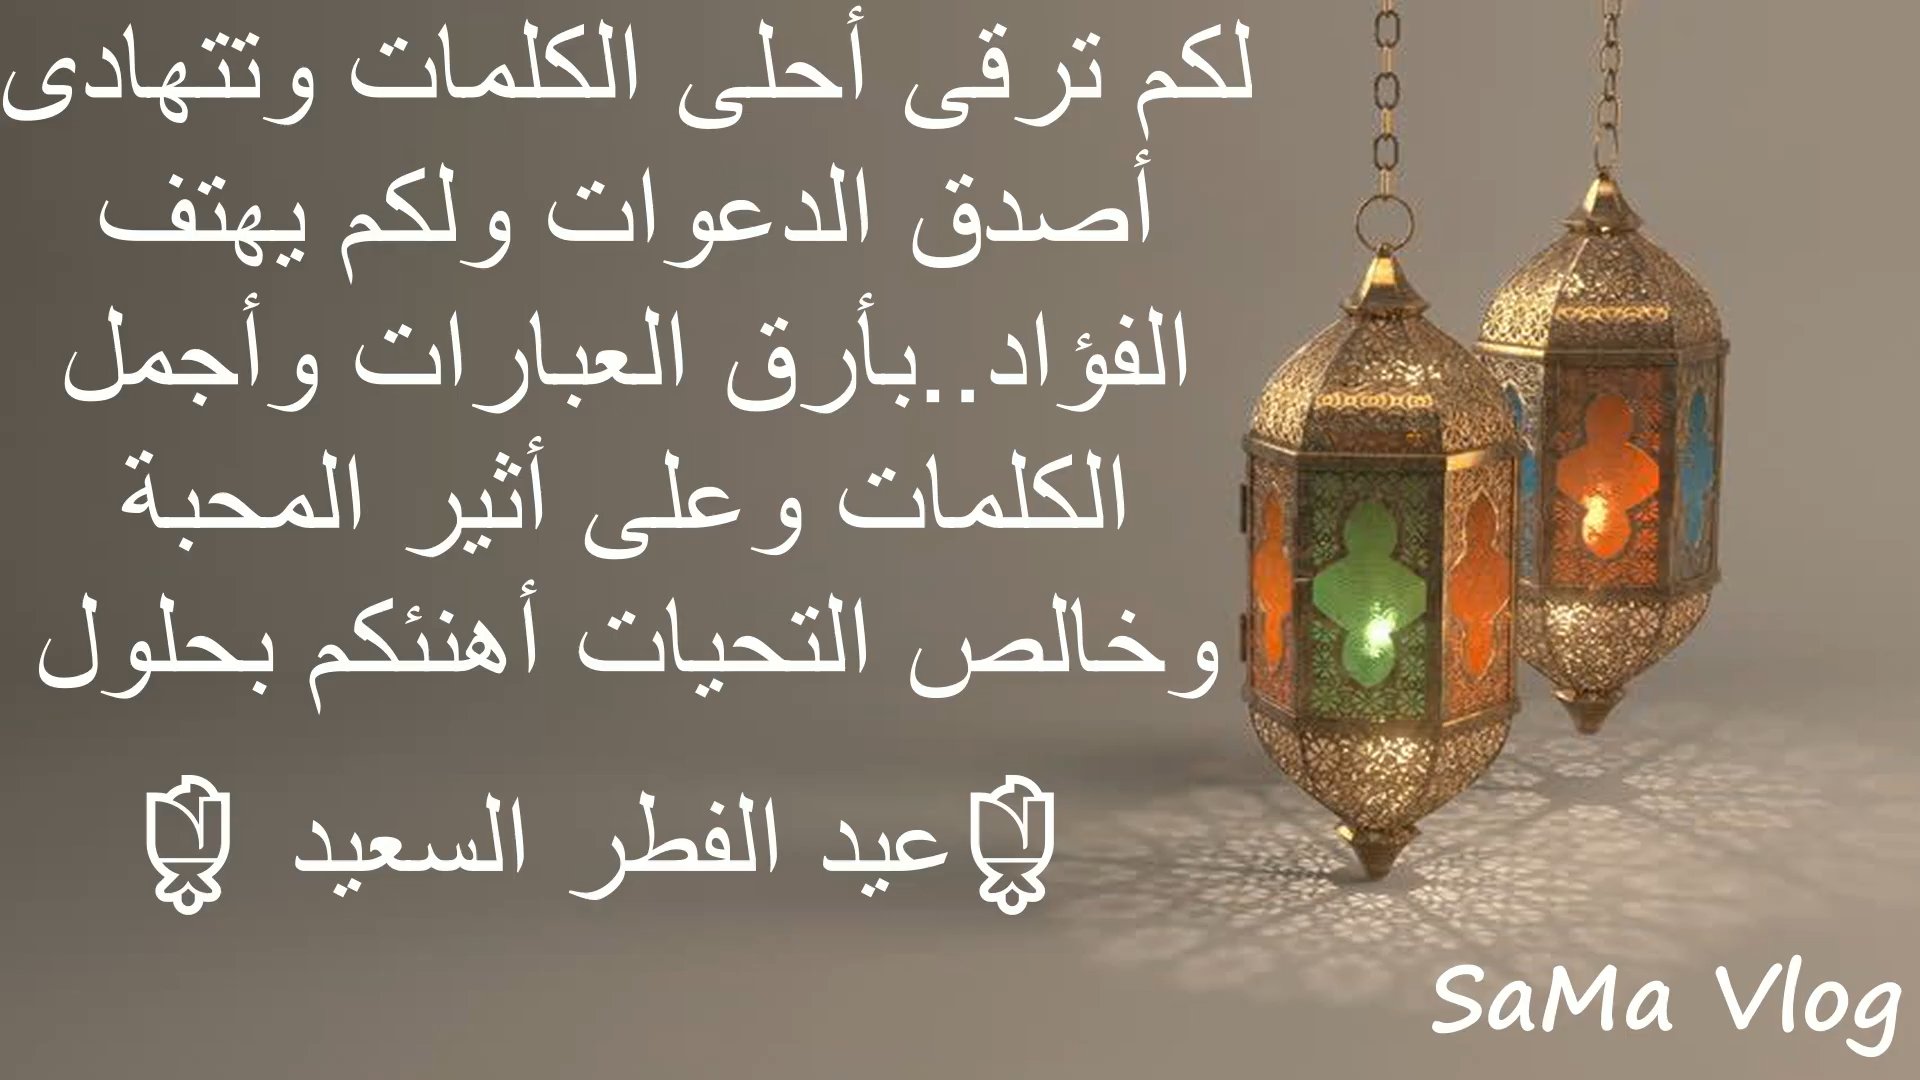 لكم ترقى أحلى الكلمات وتتهادى
أصدق الدعوات ولكم يهتف
الفؤاد..بأرق العبارات وأجمل
الكلمات وعلى أثير المحبة
وخالص التحيات أهنئكم بحلول
عيد الفطر السعيد
SaMa Vlog